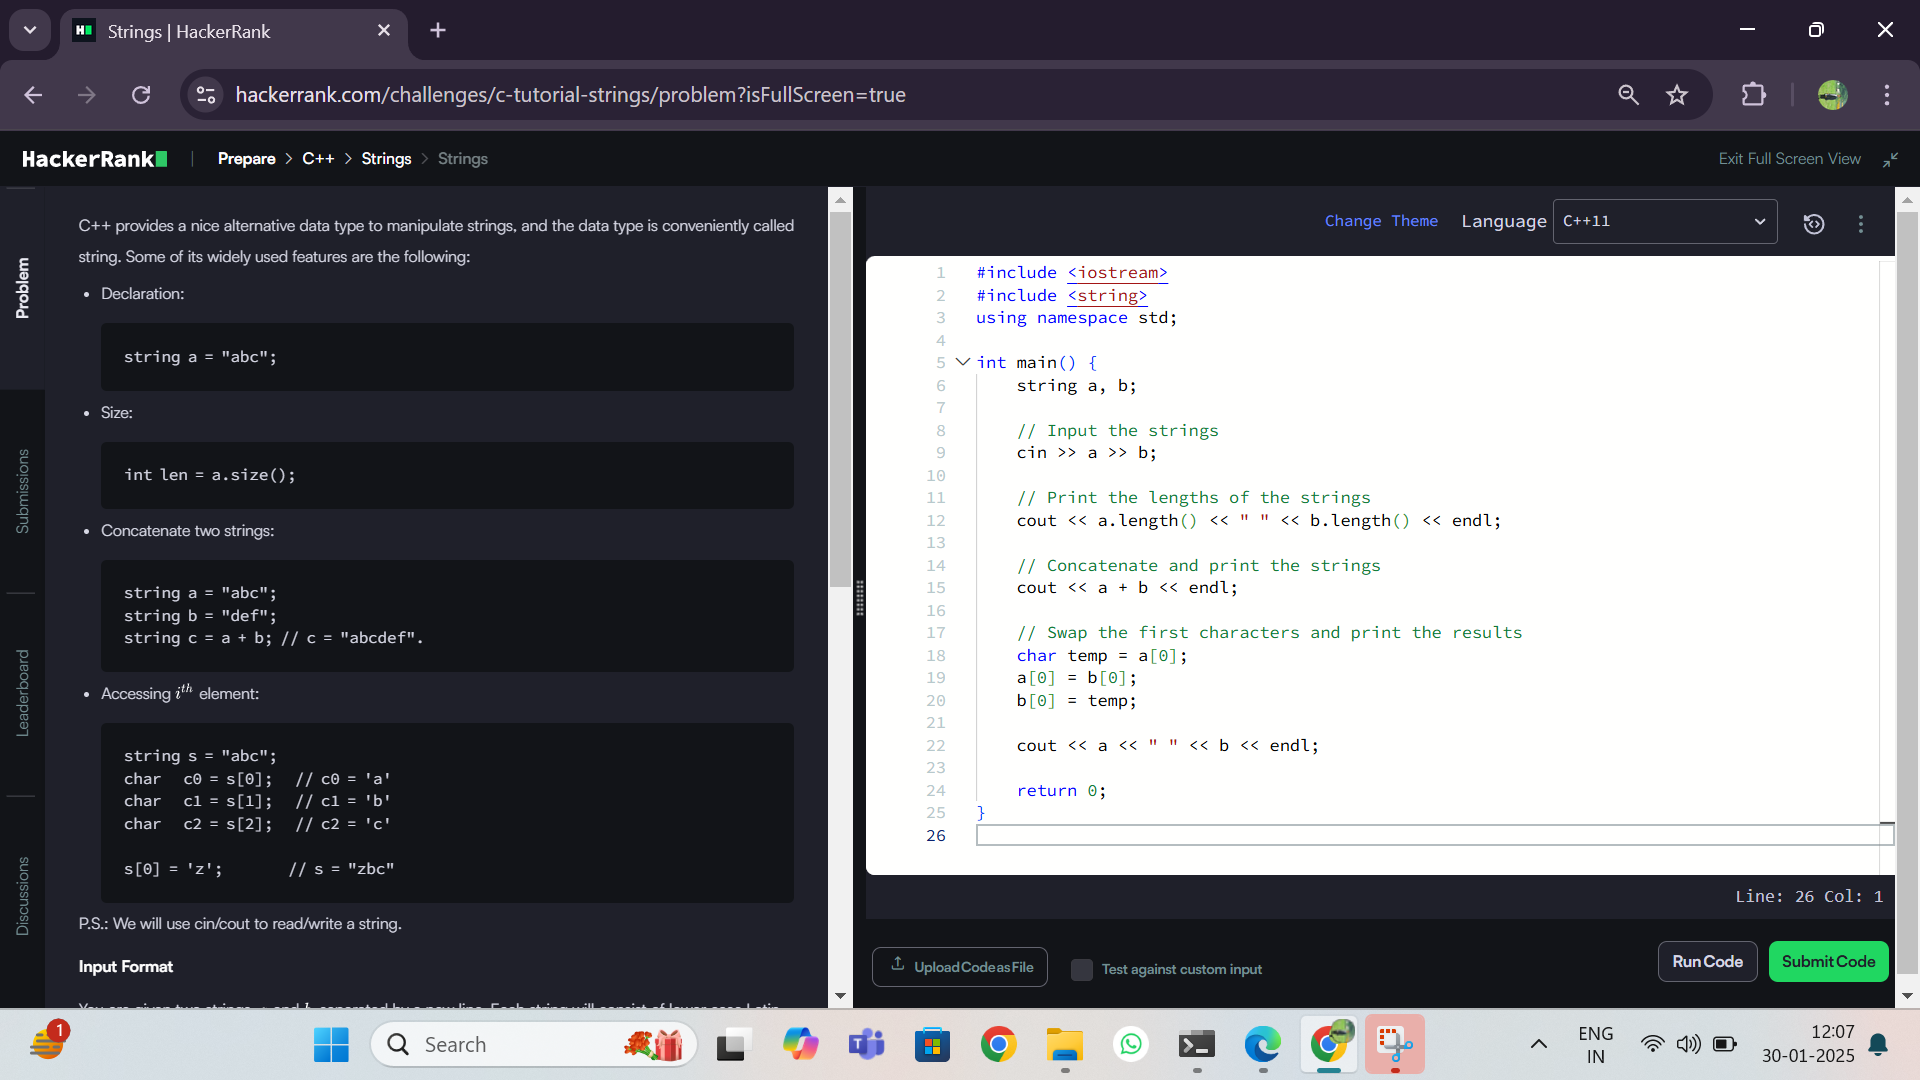 Strings | HackerRank
hackerrank.com/challenges/c-tutorial-strings/problem?isFullScreen=true
HackerRank
Prepare > C++ > Strings > Strings
Exit Full Screen View
Problem
Submissions
Leaderboard
Discussions
C++ provides a nice alternative data type to manipulate strings, and the data type is conveniently called
string. Some of its widely used features are the following:
• Declaration:
string a = "abc";
• Size:
int len = a.size();
• Concatenate two strings:
string a = "abc";
string b = "def";
string c = a + b; // c = "abcdef".
• Accessing i^th element:
string s = "abc";
char   c0 = s[0];   // c0 = 'a'
char   c1 = s[1];   // c1 = 'b'
char   c2 = s[2];   // c2 = 'c'
s[0] = 'z';       // s = "zbc"
P.S.: We will use cin/cout to read/write a string.
Input Format
Change Theme Language C++11
1 #include <iostream>
2 #include <string>
3 using namespace std;
4
5 int main() {
6     string a, b;
7
8     // Input the strings
9     cin >> a >> b;
10
11     // Print the lengths of the strings
12     cout << a.length() << " " << b.length() << endl;
13
14     // Concatenate and print the strings
15     cout << a + b << endl;
16
17     // Swap the first characters and print the results
18     char temp = a[0];
19     a[0] = b[0];
20     b[0] = temp;
21
22     cout << a << " " << b << endl;
23
24     return 0;
25 }
26
Line: 26 Col: 1
Upload Code as File
Test against custom input
Run Code
Submit Code
1
Search
ENG
IN
12:07
30-01-2025